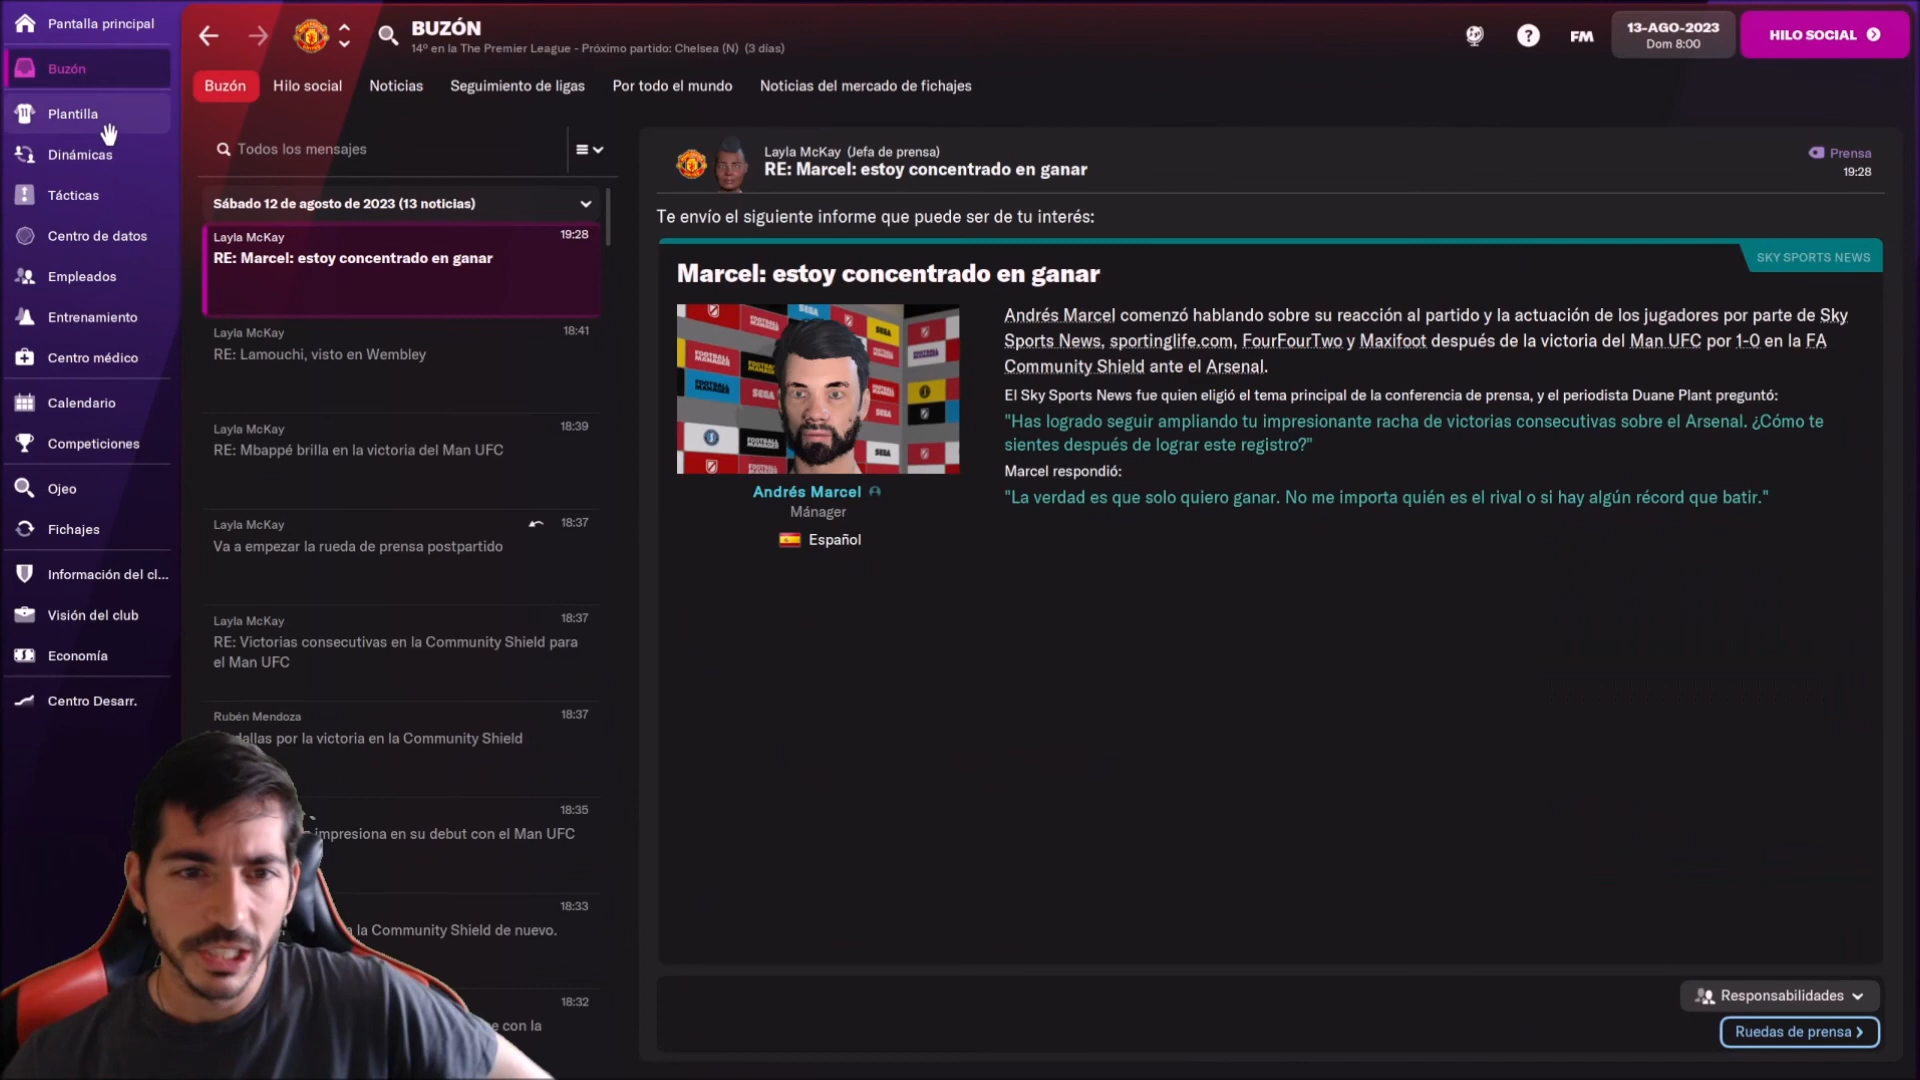 Pantalla principal
Buzón
Plantilla
Dinámicas
Tácticas
Centro de datos
Empleados
Entrenamiento
Centro médico
Calendario
Competiciones
Ojeo
Fichajes
Información del cl...
Visión del club
Economía
Centro Desarr.
BUZÓN
14º en la The Premier League - Próximo partido: Chelsea (N) (3 días)
FM
13-AGO-2023
Dom 8:00
HILO SOCIAL
Buzón
Hilo social
Noticias
Seguimiento de ligas
Por todo el mundo
Noticias del mercado de fichajes
Todos los mensajes
Sábado 12 de agosto de 2023 (13 noticias)
Layla McKay 19:28
RE: Marcel: estoy concentrado en ganar
Layla McKay 18:41
RE: Lamouchi, visto en Wembley
Layla McKay 18:39
RE: Mbappé brilla en la victoria del Man UFC
Layla McKay 18:37
Va a empezar la rueda de prensa postpartido
Layla McKay 18:37
RE: Victorias consecutivas en la Community Shield para
el Man UFC
Rubén Mendoza 18:37
dallas por la victoria en la Community Shield
18:35
impresiona en su debut con el Man UFC
18:33
la Community Shield de nuevo.
18:32
e con la
Layla McKay (Jefa de prensa)
RE: Marcel: estoy concentrado en ganar
Prensa
19:28
Te envío el siguiente informe que puede ser de tu interés:
SKY SPORTS NEWS
Marcel: estoy concentrado en ganar
Andrés Marcel
Mánager
Español
Andrés Marcel comenzó hablando sobre su reacción al partido y la actuación de los jugadores por parte de Sky
Sports News, sportinglife.com, FourFourTwo y Maxifoot después de la victoria del Man UFC por 1-0 en la FA
Community Shield ante el Arsenal.
El Sky Sports News fue quien eligió el tema principal de la conferencia de prensa, y el periodista Duane Plant preguntó:
"Has logrado seguir ampliando tu impresionante racha de victorias consecutivas sobre el Arsenal. ¿Cómo te
sientes después de lograr este registro?"
Marcel respondió:
"La verdad es que solo quiero ganar. No me importa quién es el rival o si hay algún récord que batir."
Responsabilidades
Ruedas de prensa